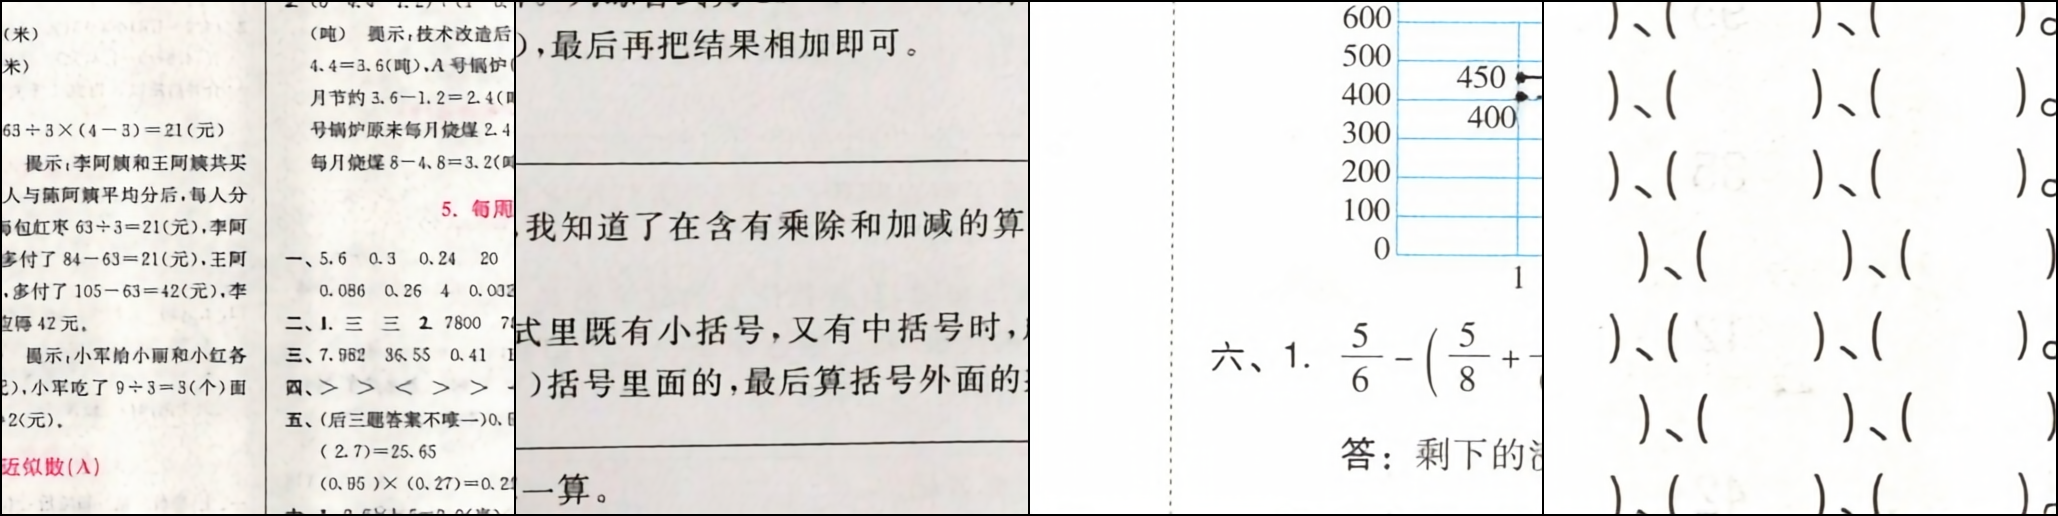 (米)
米)
63÷3×(4-3)=21(元)
提示:李阿姨和王阿姨共买
人与陈阿姨平均分后,每人分
每包红枣 63÷3=21(元),李阿
多付了 84-63=21(元),王阿
,多付了 105-63=42(元),李
应得 42 元。
提示:小军给小丽和小红各
元),小军吃了 9÷3=3(个)面
2(元)。
近似数(A)
(吨) 提示:技术改造后
4.4=3.6(吨),A 号锅炉(
月节约 3.6-1.2=2.4(吨
号锅炉原来每月烧煤 2.4
每月烧煤 8-4.8=3.2(吨
5. 每周
一、5.6 0.3 0.24 20
0.086 0.26 4 0.032
二、1. 三 三 2. 7800
三、7.982 36.55 0.41
四、> > < > >
五、(后三题答案不唯一)0.
( 2.7)=25.65
(0.95 )× (0.27)=0.2
),最后再把结果相加即可。
,我知道了在含有乘除和加减的算
式里既有小括号,又有中括号时,
)括号里面的,最后算括号外面的
一算。
600
500
450
400
400
300
200
100
0
1
六、1. 5/6 - ( 5/8 +
答:剩下的
)、( )、( )。
)、( )、( )。
)、( )、( )。
)、( )、( )
)、( )、( )。
)、( )、( )
)、( )、( )。